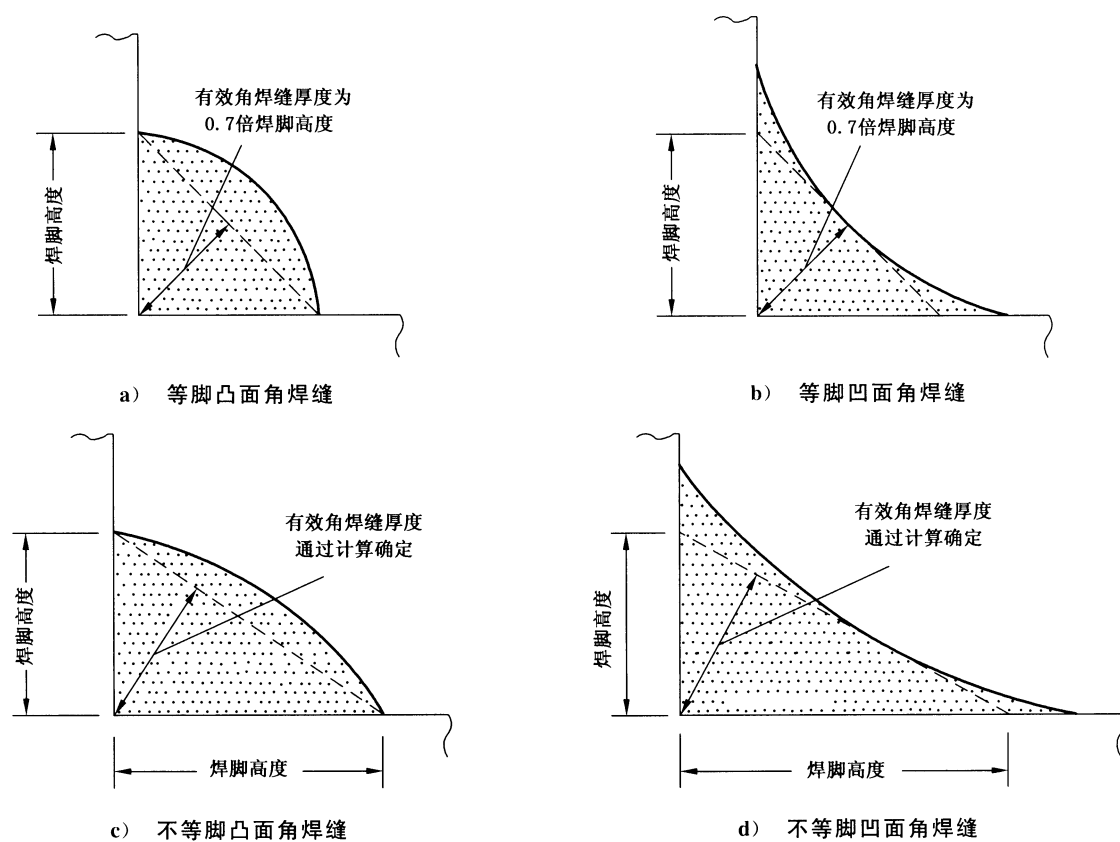 有效角焊缝厚度为
0.7倍焊脚高度
焊脚高度
a) 等脚凸面角焊缝
有效角焊缝厚度为
0.7倍焊脚高度
焊脚高度
b) 等脚凹面角焊缝
有效角焊缝厚度
通过计算确定
焊脚高度
焊脚高度
c) 不等脚凸面角焊缝
有效角焊缝厚度
通过计算确定
焊脚高度
焊脚高度
d) 不等脚凹面角焊缝